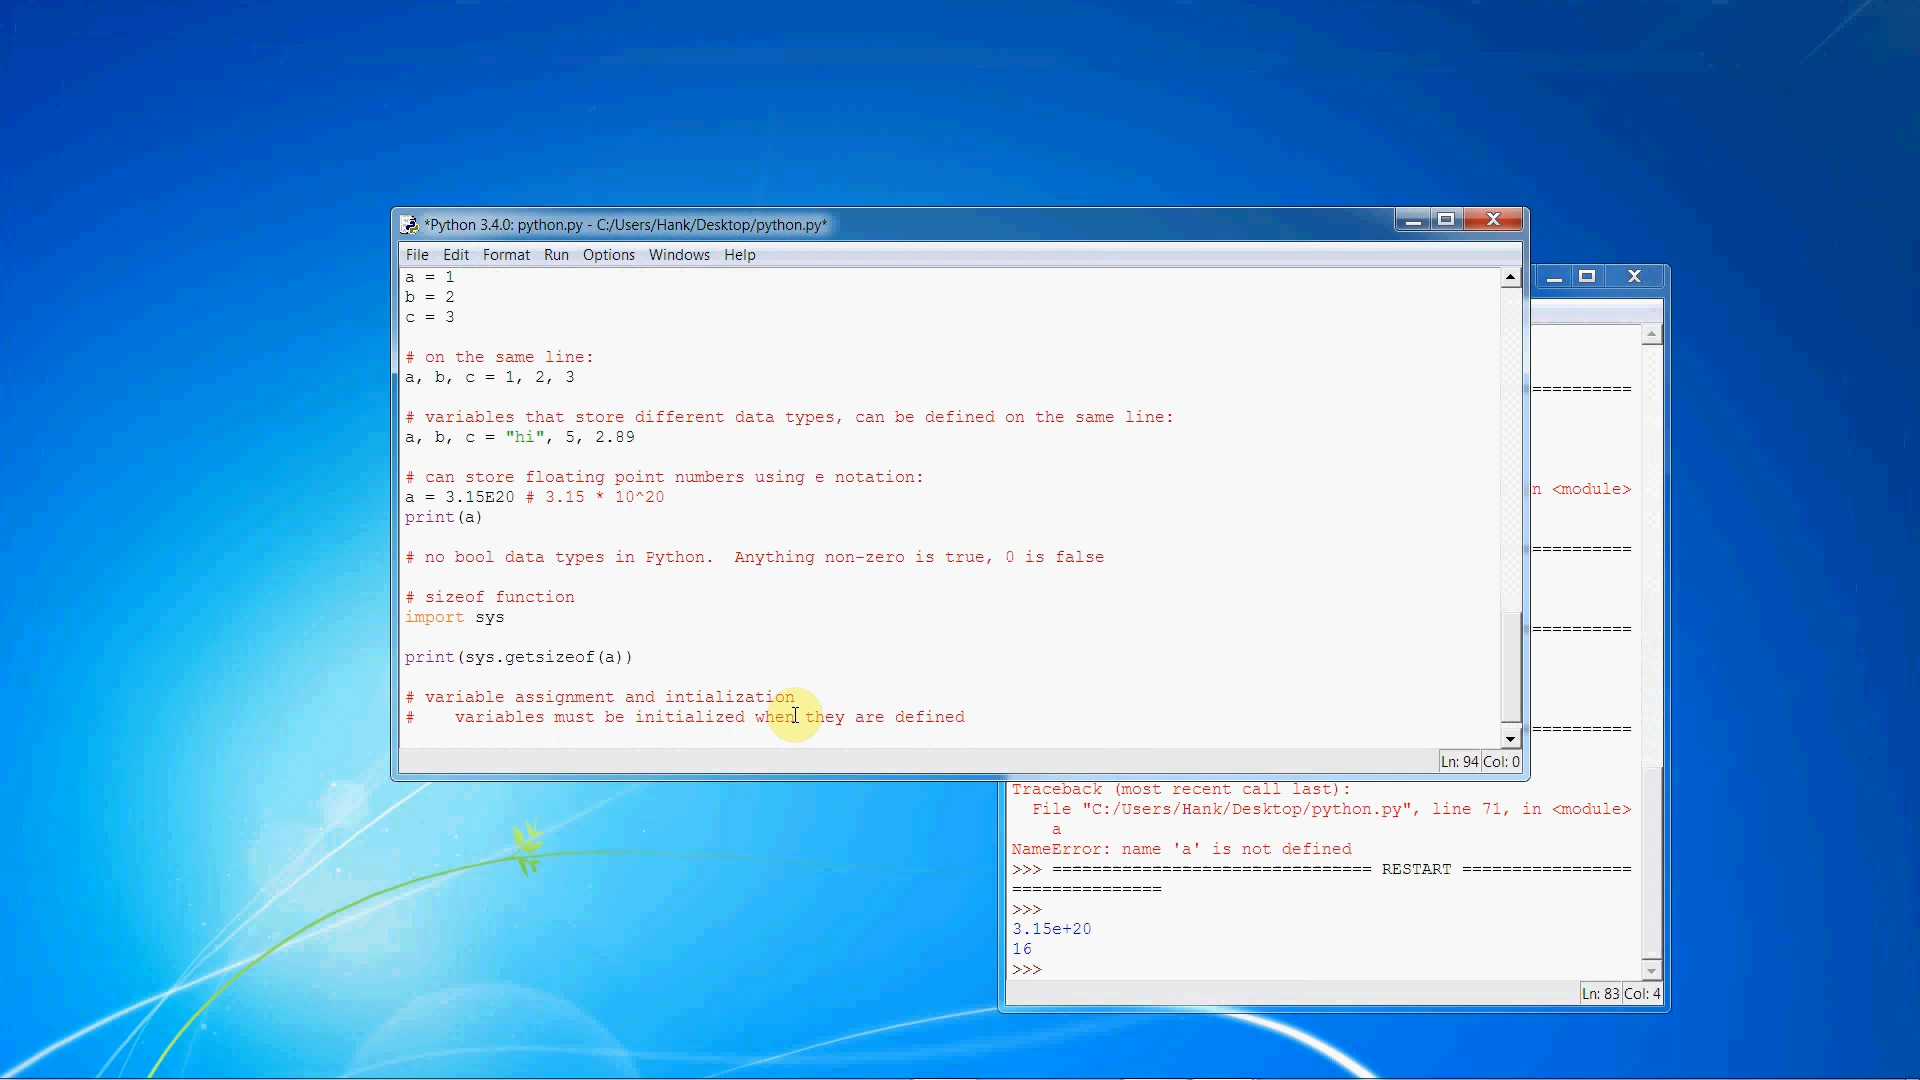 *Python 3.4.0: python.py - C:/Users/Hank/Desktop/python.py*
File Edit Format Run Options Windows Help
a = 1
b = 2
c = 3
# on the same line:
a, b, c = 1, 2, 3
# variables that store different data types, can be defined on the same line:
a, b, c = "hi", 5, 2.89
# can store floating point numbers using e notation:
a = 3.15E20 # 3.15 * 10^20
print(a)
# no bool data types in Python.  Anything non-zero is true, 0 is false
# sizeof function
import sys
print(sys.getsizeof(a))
# variable assignment and intialization
#    variables must be initialized when they are defined
Ln: 94 Col: 0
==========
n <module>
==========
==========
==========
Traceback (most recent call last):
  File "C:/Users/Hank/Desktop/python.py", line 71, in <module>
    a
NameError: name 'a' is not defined
>>> ================================ RESTART =================
===============
>>>
3.15e+20
16
>>>
Ln: 83 Col: 4